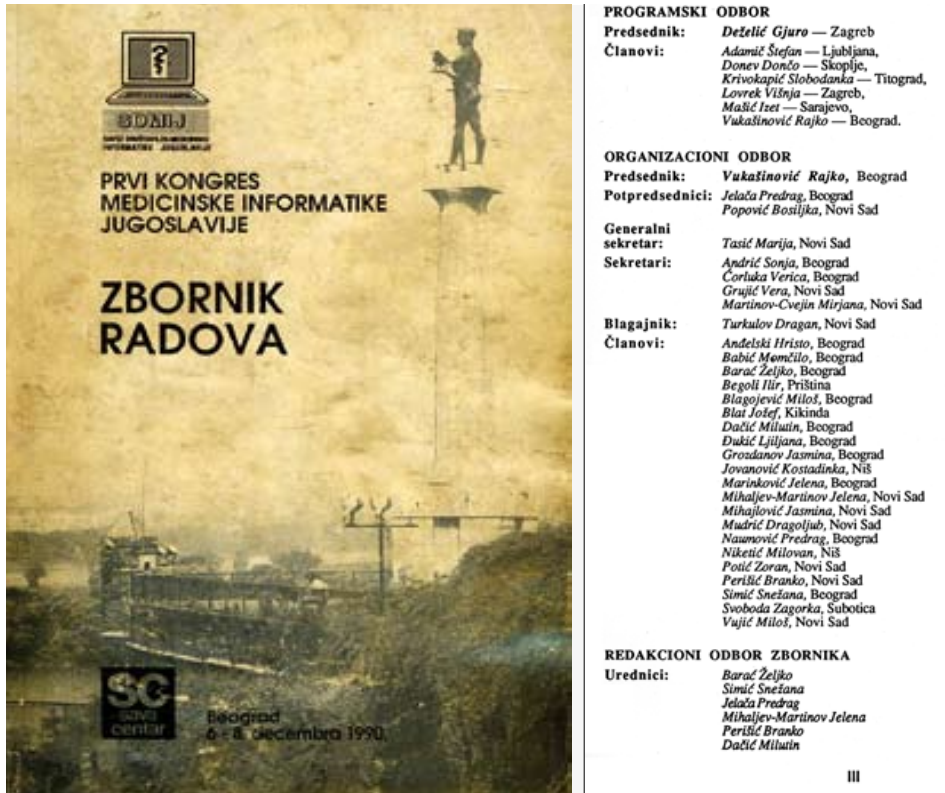 SDMIJ
SAVEZ DRUŠTAVA MEDICINSKE
INFORMATIKE JUGOSLAVIJE
PRVI KONGRES
MEDICINSKE INFORMATIKE
JUGOSLAVIJE
ZBORNIK
RADOVA
SC
sava
centar
Beograd
6 - 8. decembra 1990.
PROGRAMSKI ODBOR
Predsednik: Deželić Gjuro — Zagreb
Članovi: Adamič Štefan — Ljubljana,
Donev Dončo — Skoplje,
Krivokapić Slobodanka — Titograd,
Lovrek Višnja — Zagreb,
Mašić Izet — Sarajevo,
Vukašinović Rajko — Beograd.
ORGANIZACIONI ODBOR
Predsednik: Vukašinović Rajko, Beograd
Potpredsednici: Jelača Predrag, Beograd
Popović Bosiljka, Novi Sad
Generalni
sekretar: Tasić Marija, Novi Sad
Sekretari: Andrić Sonja, Beograd
Ćorluka Verica, Beograd
Grujić Vera, Novi Sad
Martinov-Cvejin Mirjana, Novi Sad
Blagajnik: Turkulov Dragan, Novi Sad
Članovi: Anđelski Hristo, Beograd
Babić Momčilo, Beograd
Barać Željko, Beograd
Begoli Ilir, Priština
Blagojević Miloš, Beograd
Blat Jožef, Kikinda
Dačić Milutin, Beograd
Đukić Ljiljana, Beograd
Grozdanov Jasmina, Beograd
Jovanović Kostadinka, Niš
Marinković Jelena, Beograd
Mihaljev-Martinov Jelena, Novi Sad
Mihajlović Jasmina, Novi Sad
Mudrić Dragoljub, Novi Sad
Naumović Predrag, Beograd
Niketić Milovan, Niš
Potić Zoran, Novi Sad
Perišić Branko, Novi Sad
Simić Snežana, Beograd
Svoboda Zagorka, Subotica
Vujić Miloš, Novi Sad
REDAKCIONI ODBOR ZBORNIKA
Urednici: Barać Željko
Simić Snežana
Jelača Predrag
Mihaljev-Martinov Jelena
Perišić Branko
Dačić Milutin
III